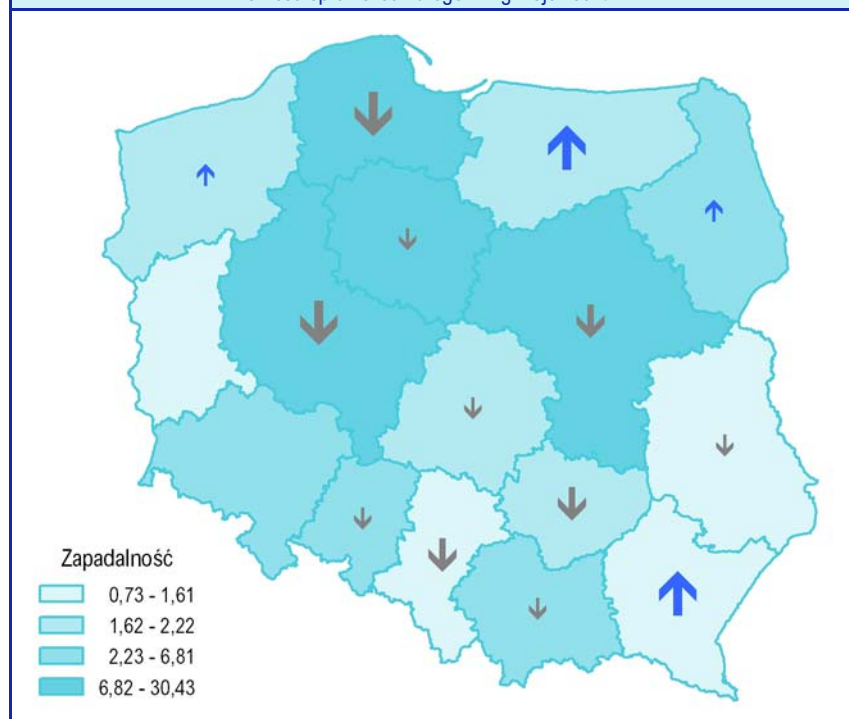 Zapadalność
0,73 - 1,61
1,62 - 2,22
2,23 - 6,81
6,82 - 30,43